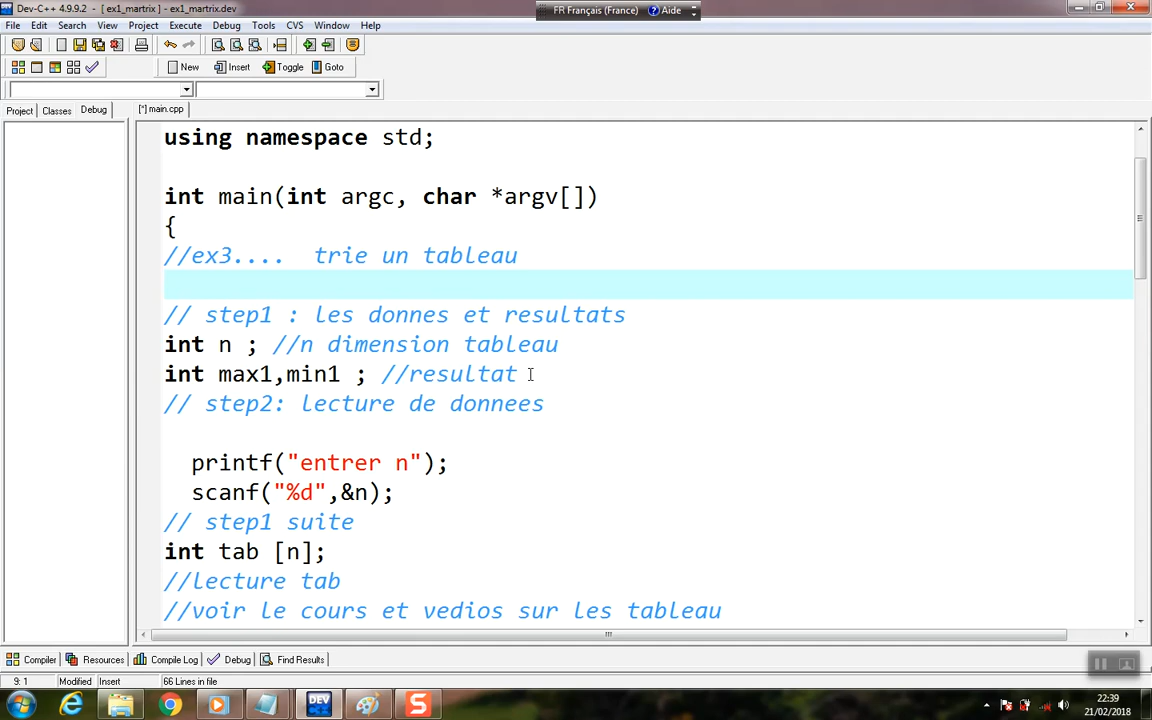 Dev-C++ 4.9.9.2 - [ ex1_martrix ] - ex1_martrix.dev
FR Français (France) Aide
File Edit Search View Project Execute Debug Tools CVS Window Help
New Insert Toggle Goto
Project Classes Debug [*] main.cpp
using namespace std;
int main(int argc, char *argv[])
{
//ex3.... trie un tableau
// step1 : les donnes et resultats
int n ; //n dimension tableau
int max1,min1 ; //resultat
// step2: lecture de donnees
printf("entrer n");
scanf("%d",&n);
// step1 suite
int tab [n];
//lecture tab
//voir le cours et vedios sur les tableau
Compiler Resources Compile Log Debug Find Results
9: 1 Modified Insert 66 Lines in file
22:39
21/02/2018